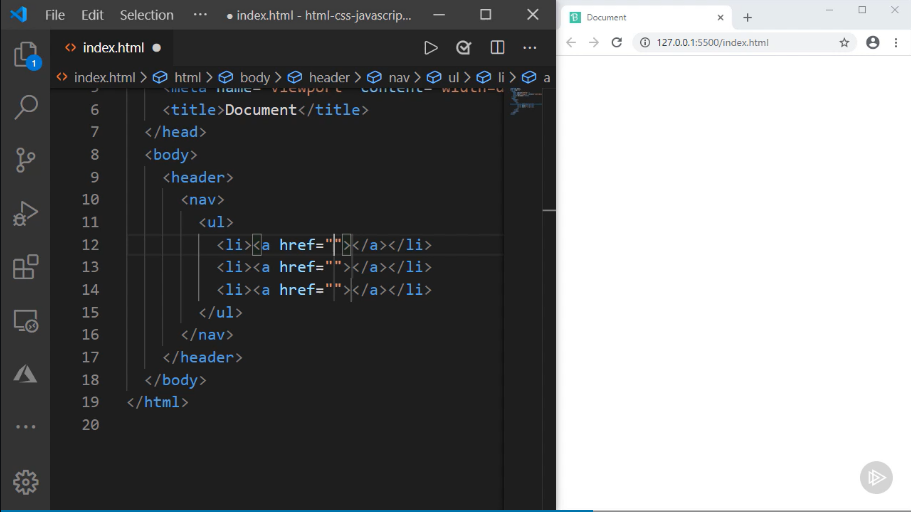 File Edit Selection ··· ● index.html - html-css-javascrip...
index.html ●
index.html > html > body > header > nav > ul > li > a
5 <meta name="viewport" content="width=d
6 <title>Document</title>
7 </head>
8 <body>
9 <header>
10 <nav>
11 <ul>
12 <li><a href=""></a></li>
13 <li><a href=""></a></li>
14 <li><a href=""></a></li>
15 </ul>
16 </nav>
17 </header>
18 </body>
19 </html>
20
1
Document
127.0.0.1:5500/index.html